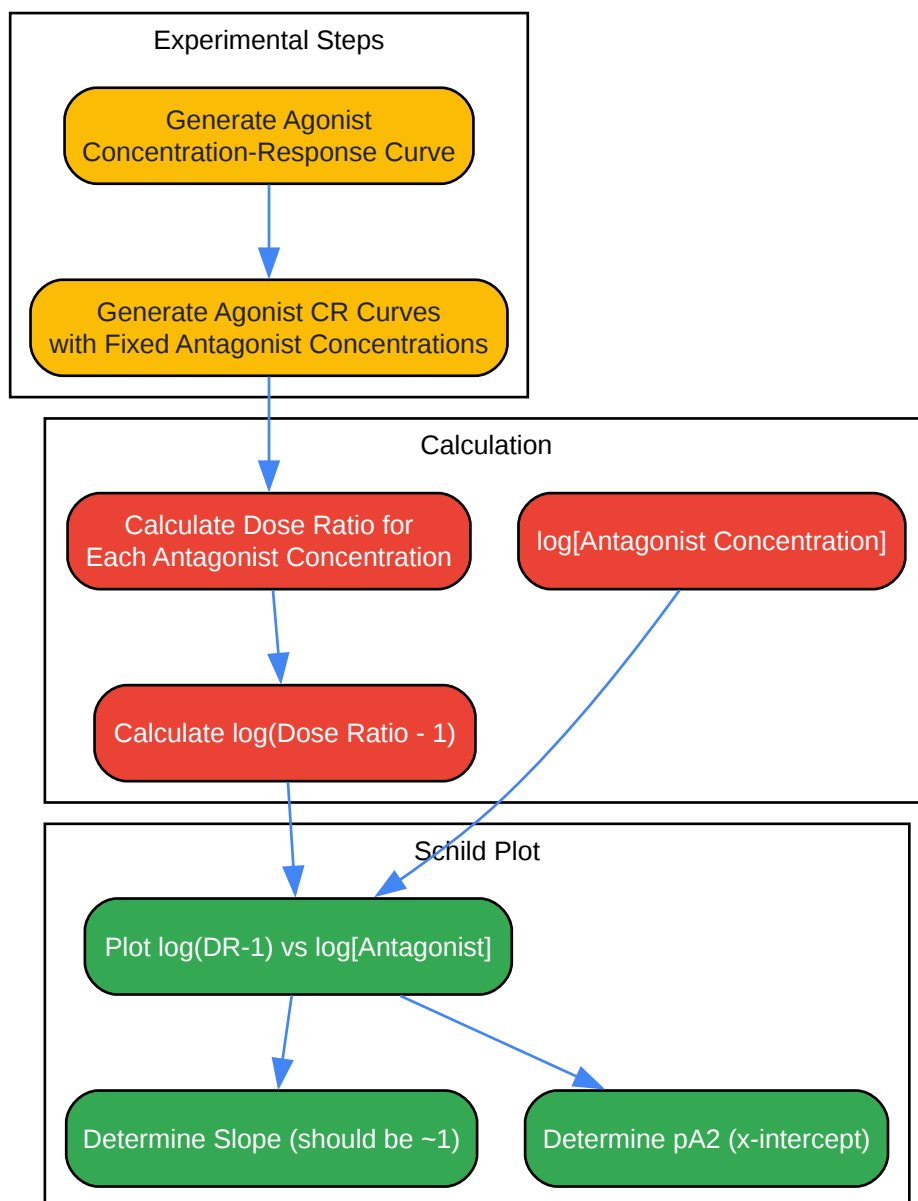 Experimental Steps
Generate Agonist
Concentration-Response Curve
Generate Agonist CR Curves
with Fixed Antagonist Concentrations
Calculation
Calculate Dose Ratio for
Each Antagonist Concentration
log[Antagonist Concentration]
Calculate log(Dose Ratio - 1)
Schild Plot
Plot log(DR-1) vs log[Antagonist]
Determine Slope (should be ~1)
Determine pA2 (x-intercept)